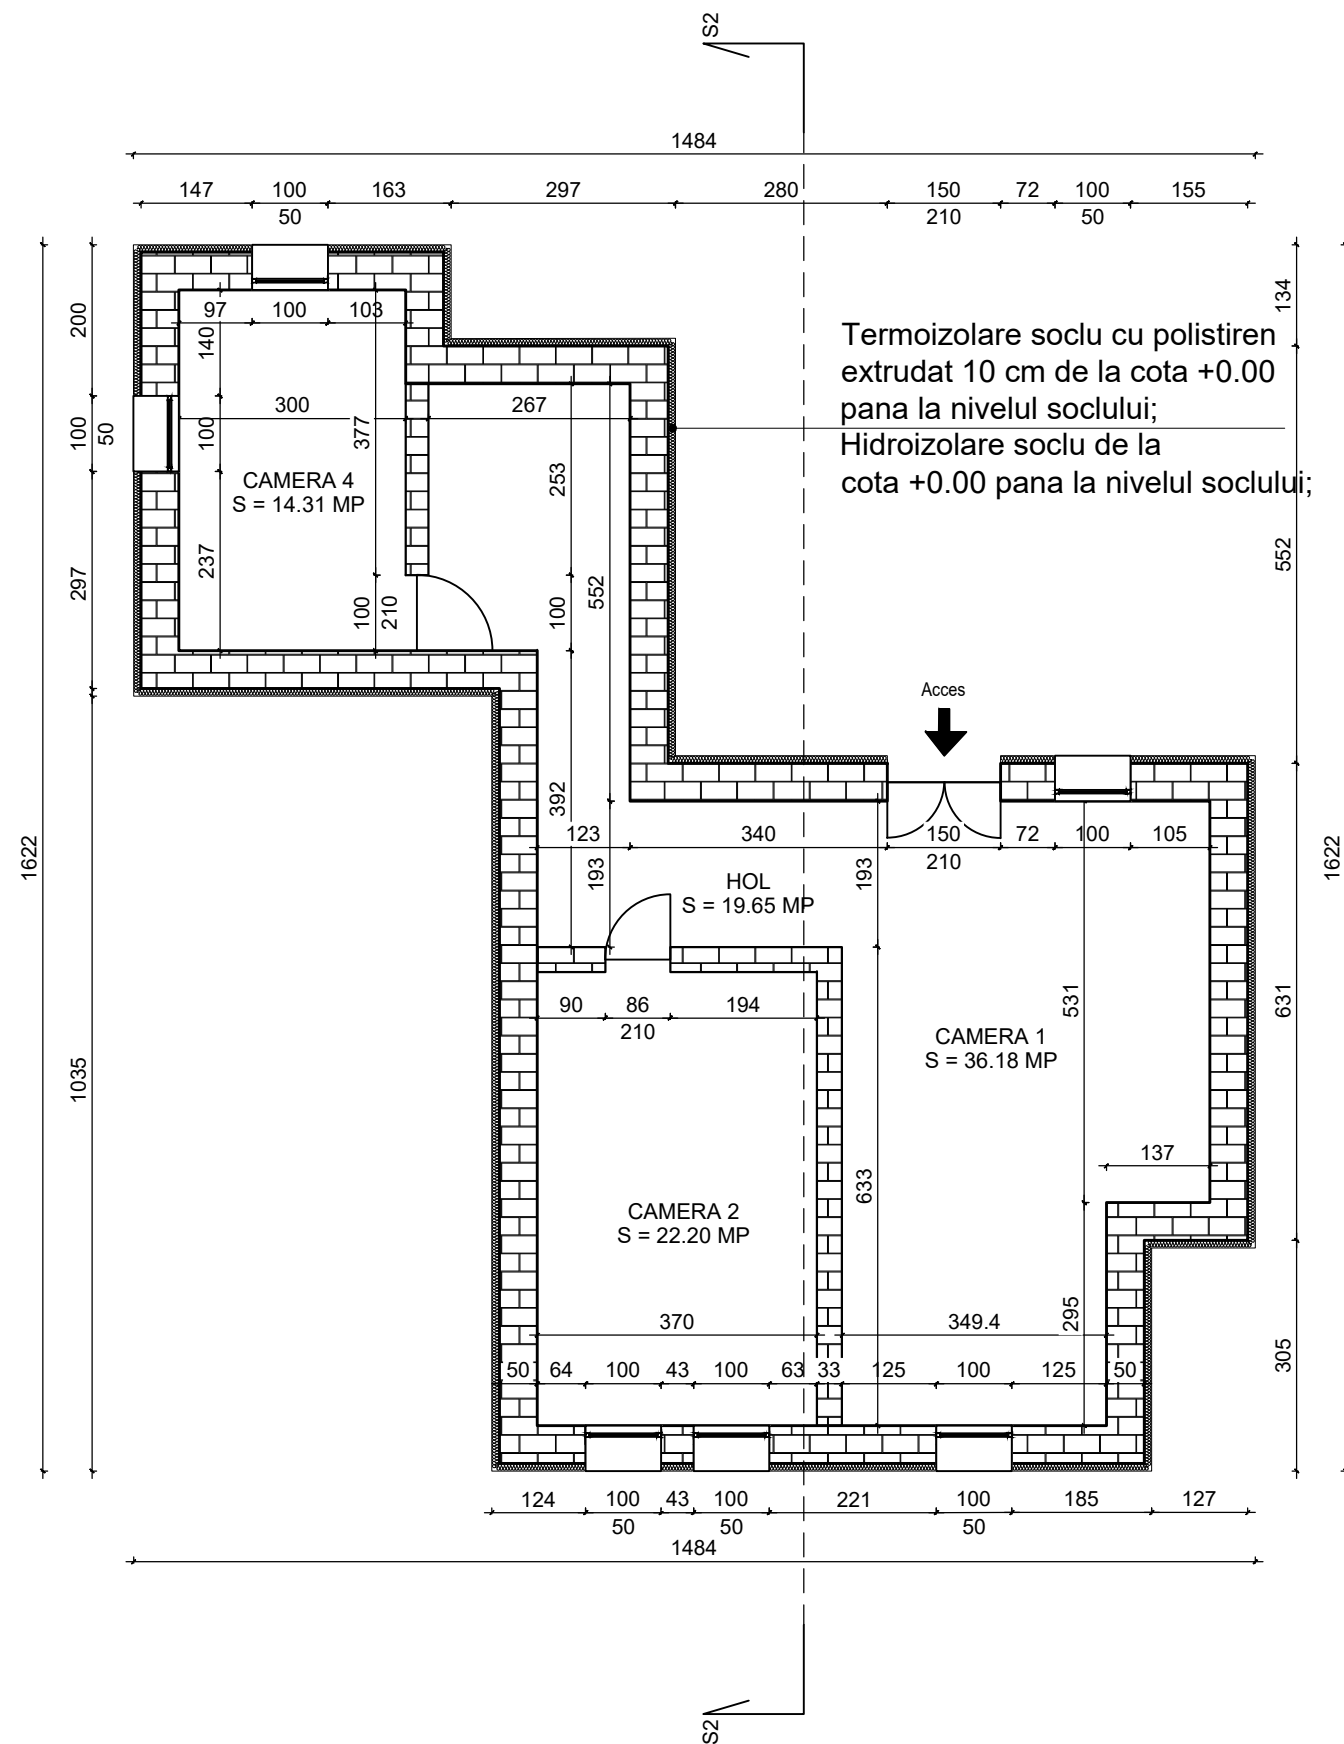 S2
1484
147 100 163 297 280 150 72 100 155
50 210 50
97 100 103
200
140
134
Termoizolare soclu cu polistiren
extrudat 10 cm de la cota +0.00
pana la nivelul soclului;
Hidroizolare soclu de la
cota +0.00 pana la nivelul soclului;
300 267
100
50
100
377
253
CAMERA 4
S = 14.31 MP
297
237
552
100
210
100
552
Acces
392
123 340 150 72 100 105
210
1622
193
193
1622
HOL
S = 19.65 MP
90 86 194
210
531
631
CAMERA 1
S = 36.18 MP
1035
137
633
CAMERA 2
S = 22.20 MP
370 349.4
295
305
50 64 100 43 100 63 33 125 100 125 50
124 100 43 100 221 100 185 127
50 50 50
1484
S2